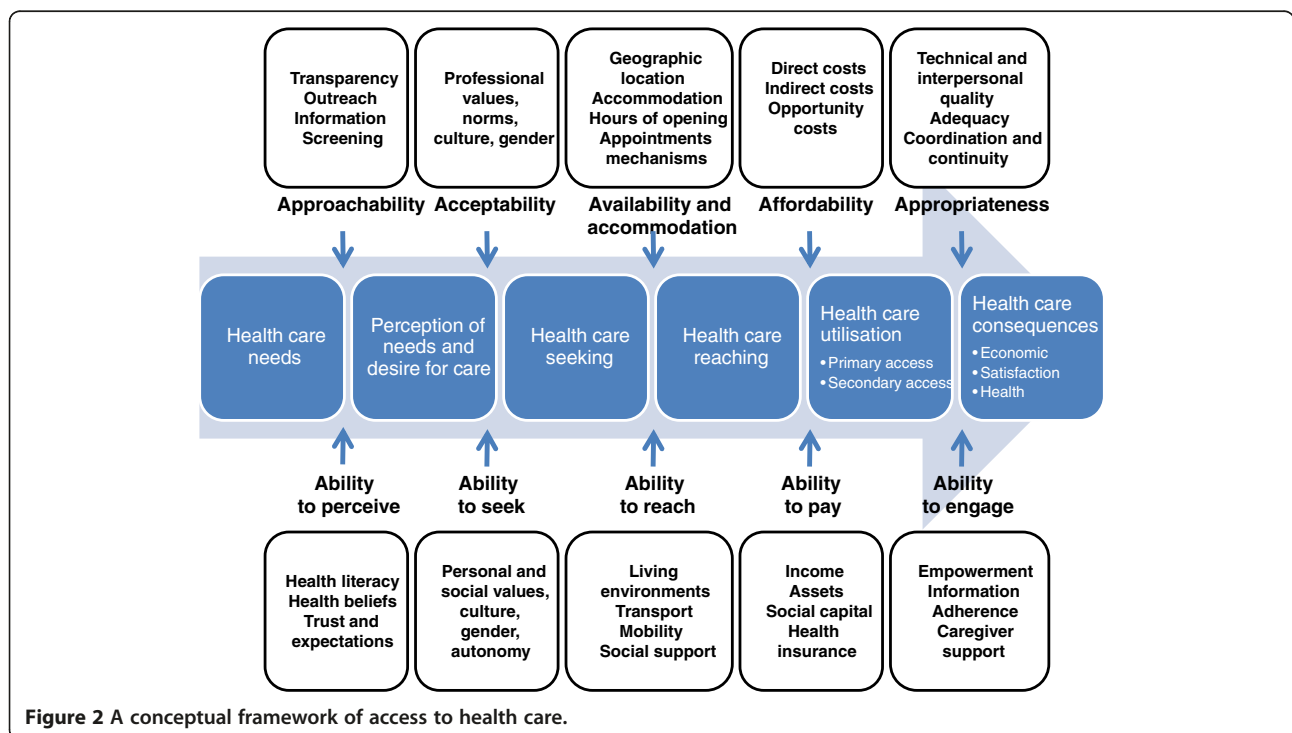 Transparency
Outreach
Information
Screening
Professional
values,
norms,
culture, gender
Geographic
location
Accommodation
Hours of opening
Appointments
mechanisms
Direct costs
Indirect costs
Opportunity
costs
Technical and
interpersonal
quality
Adequacy
Coordination and
continuity
Approachability
Acceptability
Availability and
accommodation
Affordability
Appropriateness
Health care
needs
Perception of
needs and
desire for care
Health care
seeking
Health care
reaching
Health care
utilisation
• Primary access
• Secondary access
Health care
consequences
• Economic
• Satisfaction
• Health
Ability
to perceive
Ability
to seek
Ability
to reach
Ability
to pay
Ability
to engage
Health literacy
Health beliefs
Trust and
expectations
Personal and
social values,
culture,
gender,
autonomy
Living
environments
Transport
Mobility
Social support
Income
Assets
Social capital
Health
insurance
Empowerment
Information
Adherence
Caregiver
support
Figure 2 A conceptual framework of access to health care.